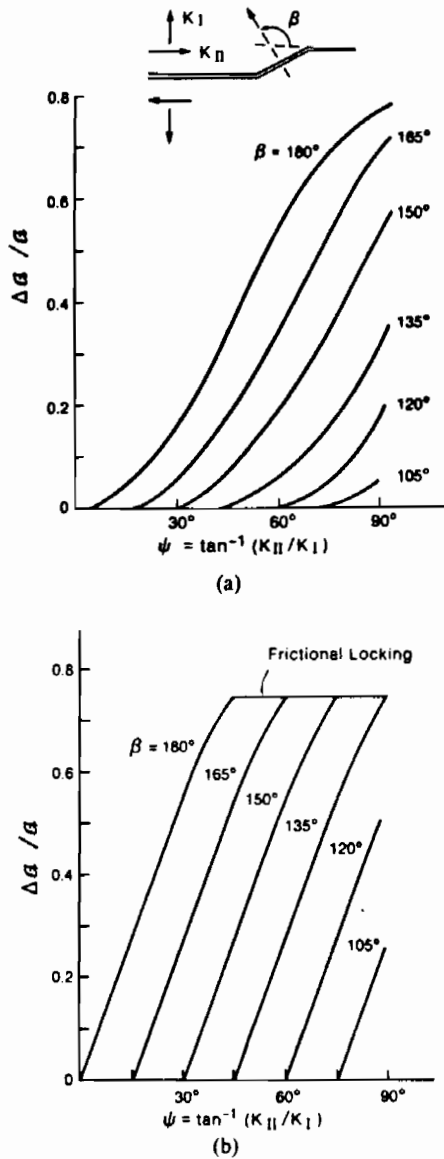 K I
β
K II
β = 180°
165°
150°
135°
120°
105°
Δa / a
0.8
0.6
0.4
0.2
0
30°
60°
90°
ψ = tan⁻¹ (K II / K I)
(a)
Frictional Locking
β = 180°
165°
150°
135°
120°
105°
Δa / a
0.8
0.6
0.4
0.2
0
30°
60°
90°
ψ = tan⁻¹ (K II / K I)
(b)